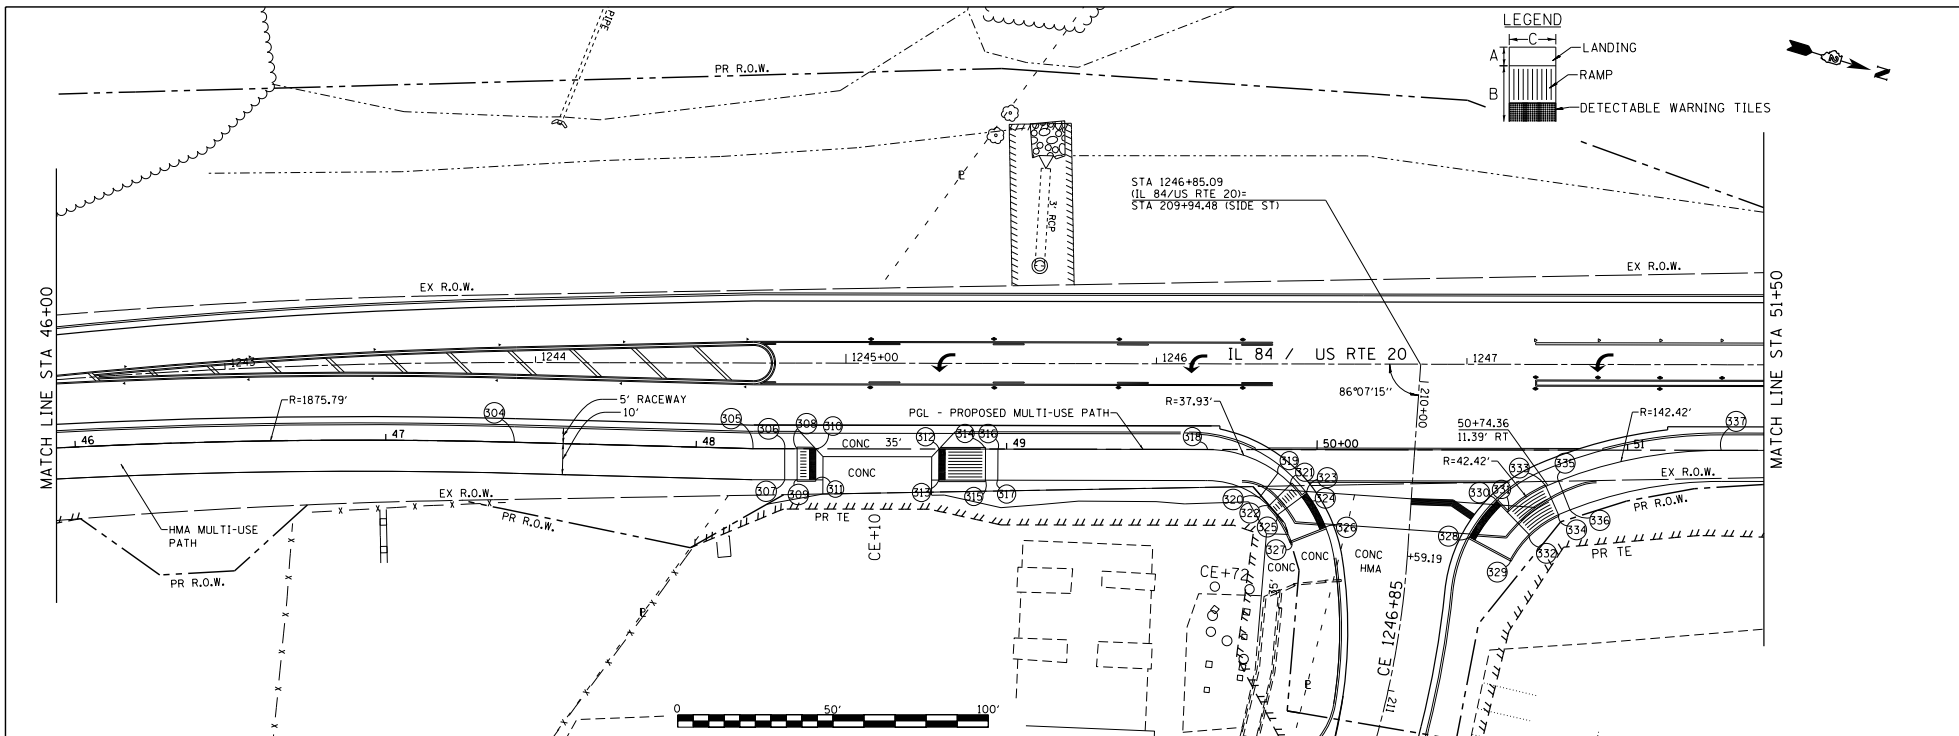 LEGEND
C
A
B
LANDING
RAMP
DETECTABLE WARNING TILES
N
PIPE
PR R.O.W.
STA 1246+85.09
(IL 84/US RTE 20)=
STA 209+94.48 (SIDE ST)
3' RCP
MATCH LINE STA 46+00
MATCH LINE STA 51+50
EX R.O.W.
EX R.O.W.
1243
1244
1245+00
1246
IL 84 / US RTE 20
1247
86°07'15''
210+00
R=1875.79'
304
5' RACEWAY
10'
305
306
308
310
PGL - PROPOSED MULTI-USE PATH
R=37.93'
50+74.36
11.39' RT
R=142.42'
337
46
47
48
CONC 35'
312
314
316
49
318
50+00
51
CONC
R=42.42'
333
335
319
321
323
EX R.O.W.
307
309
311
313
315
317
320
322
324
325
326
327
328
329
330
331
332
334
336
EX R.O.W.
PR R.O.W.
PR TE
CE+10
PR R.O.W.
PR TE
HMA MULTI-USE
PATH
PR R.O.W.
CONC
CONC
CONC
HMA
+59.19
CE+72
35'
CE 1246+85
211
0
50'
100'